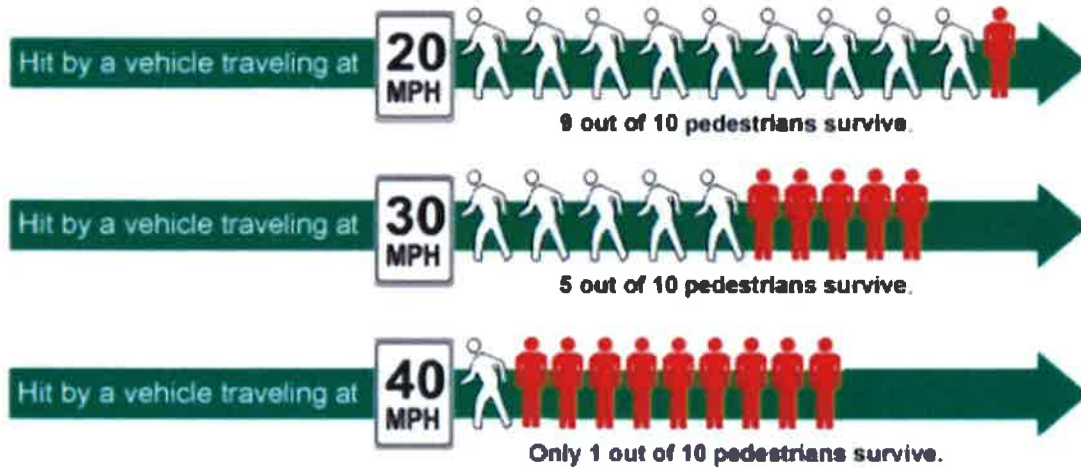 Hit by a vehicle traveling at
20
MPH
9 out of 10 pedestrians survive.
Hit by a vehicle traveling at
30
MPH
5 out of 10 pedestrians survive.
Hit by a vehicle traveling at
40
MPH
Only 1 out of 10 pedestrians survive.